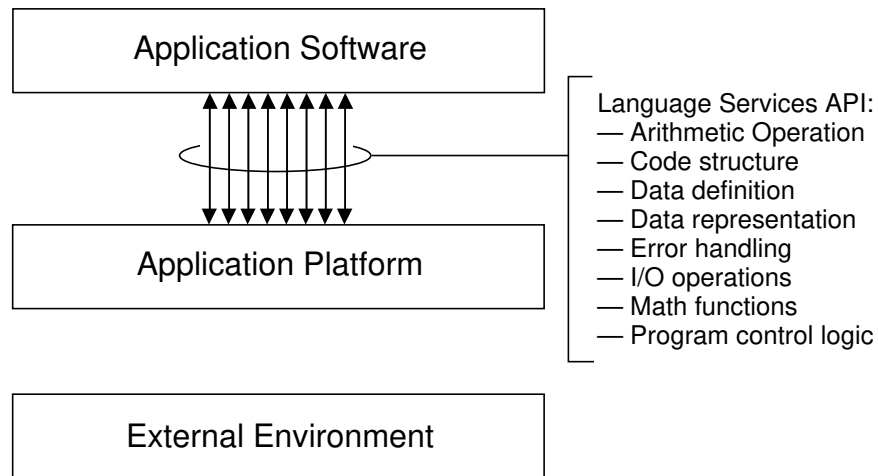 Application Software
Language Services API:
— Arithmetic Operation
— Code structure
— Data definition
— Data representation
— Error handling
— I/O operations
— Math functions
— Program control logic
Application Platform
External Environment